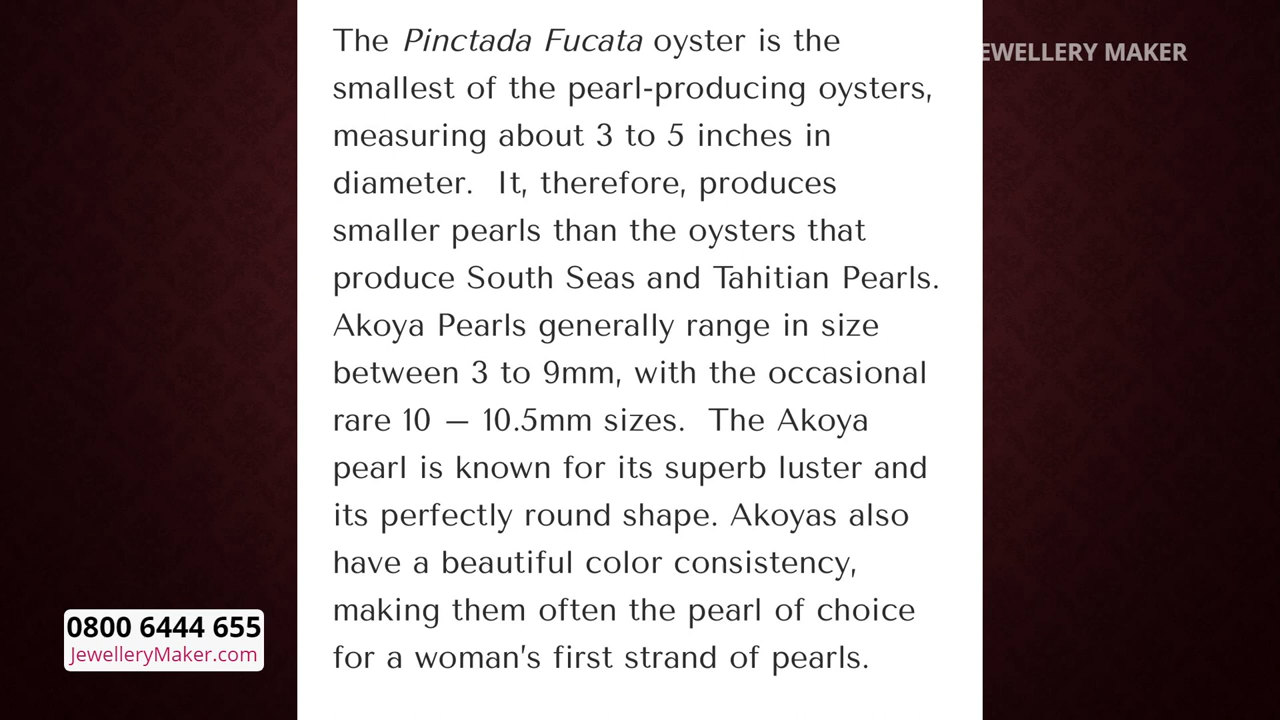 The Pinctada Fucata oyster is the
smallest of the pearl-producing oysters,
measuring about 3 to 5 inches in
diameter.  It, therefore, produces
smaller pearls than the oysters that
produce South Seas and Tahitian Pearls.
Akoya Pearls generally range in size
between 3 to 9mm, with the occasional
rare 10 – 10.5mm sizes.  The Akoya
pearl is known for its superb luster and
its perfectly round shape. Akoyas also
have a beautiful color consistency,
making them often the pearl of choice
for a woman’s first strand of pearls.
EWELLERY MAKER
0800 6444 655
JewelleryMaker.com